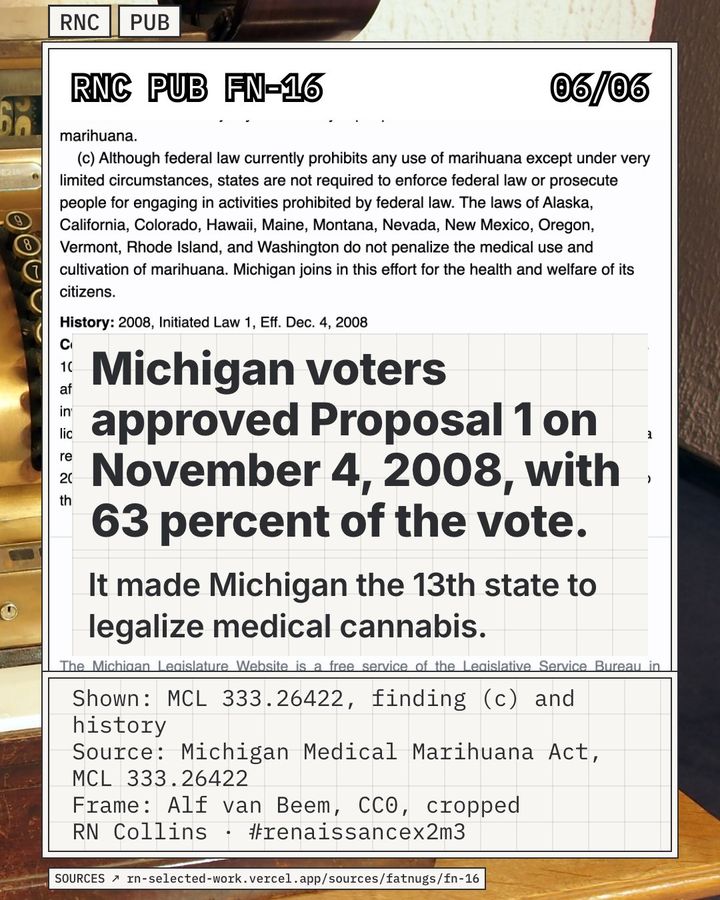 RNC PUB
RNC PUB FN-16 06/06
marihuana.
(c) Although federal law currently prohibits any use of marihuana except under very
limited circumstances, states are not required to enforce federal law or prosecute
people for engaging in activities prohibited by federal law. The laws of Alaska,
California, Colorado, Hawaii, Maine, Montana, Nevada, New Mexico, Oregon,
Vermont, Rhode Island, and Washington do not penalize the medical use and
cultivation of marihuana. Michigan joins in this effort for the health and welfare of its
citizens.
History: 2008, Initiated Law 1, Eff. Dec. 4, 2008
Michigan voters
approved Proposal 1 on
November 4, 2008, with
63 percent of the vote.
It made Michigan the 13th state to
legalize medical cannabis.
The Michigan Legislature Website is a free service of the Legislative Service Bureau in
Shown: MCL 333.26422, finding (c) and
history
Source: Michigan Medical Marihuana Act,
MCL 333.26422
Frame: Alf van Beem, CC0, cropped
RN Collins · #renaissancex2m3
SOURCES ↗ rn-selected-work.vercel.app/sources/fatnugs/fn-16